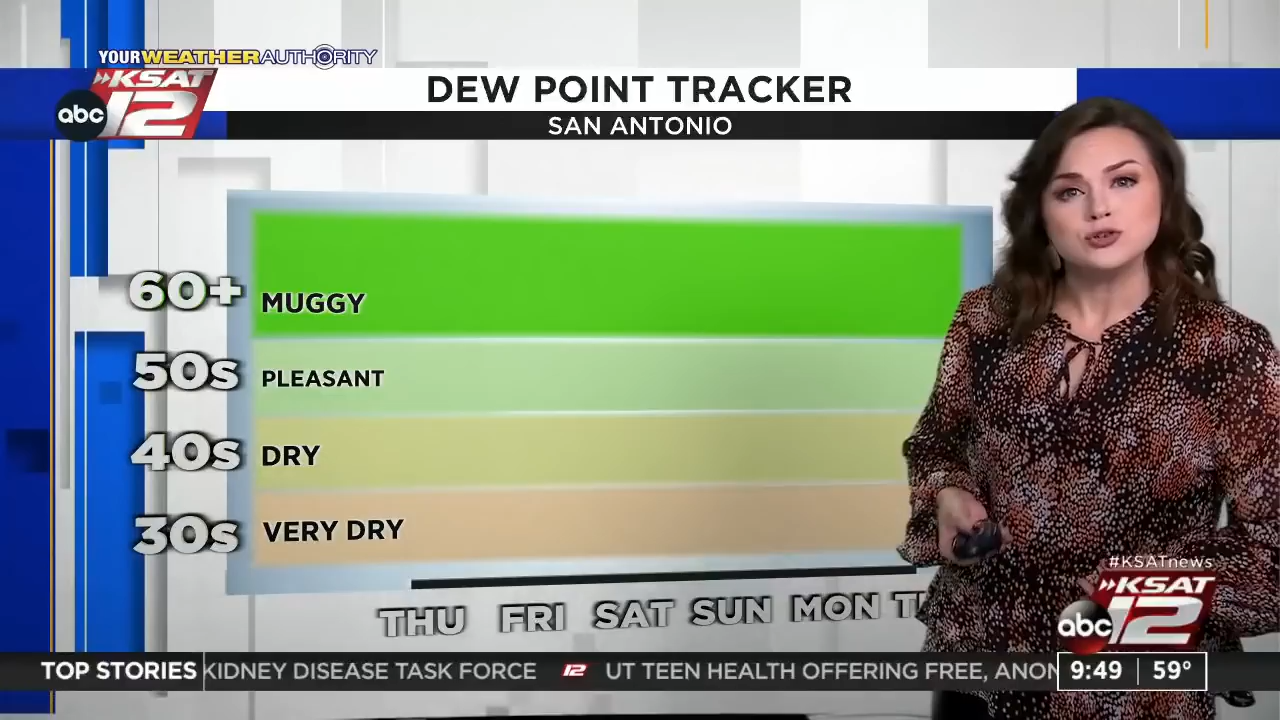 YOURWEATHERAUTHORITY
KSAT
abc 12
DEW POINT TRACKER
SAN ANTONIO
60+ MUGGY
50s PLEASANT
40s DRY
30s VERY DRY
THU FRI SAT SUN MON
#KSATnews
KSAT
abc 12
TOP STORIES KIDNEY DISEASE TASK FORCE 12 UT TEEN HEALTH OFFERING FREE, 9:49 59°